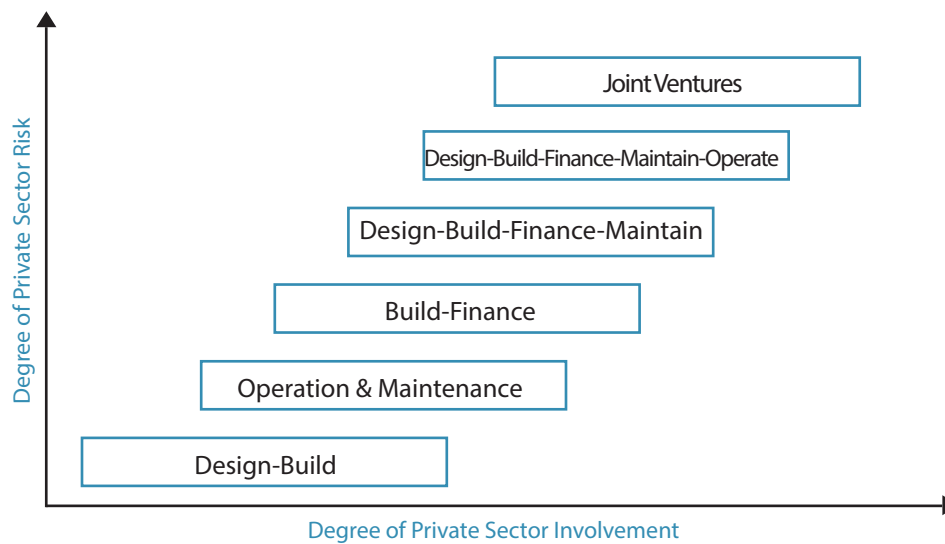 Joint Ventures
Design-Build-Finance-Maintain-Operate
Design-Build-Finance-Maintain
Build-Finance
Operation & Maintenance
Design-Build
Degree of Private Sector Risk
Degree of Private Sector Involvement